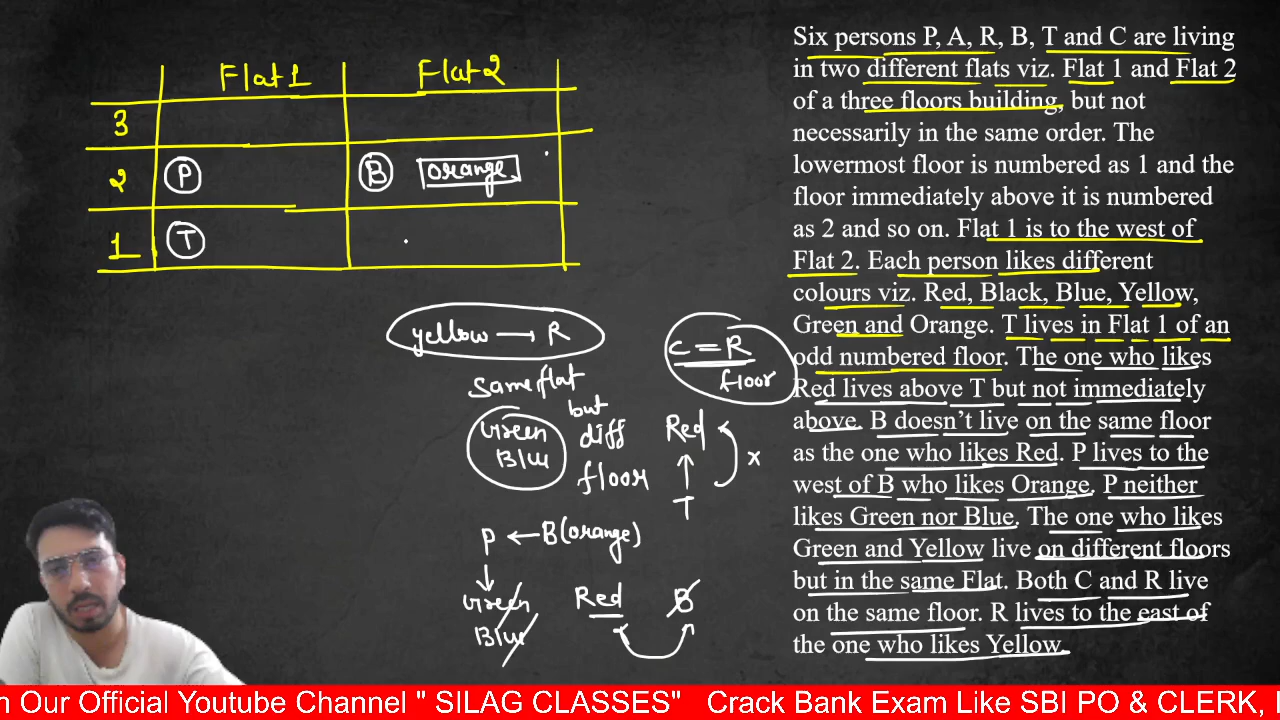 Flat 1 Flat 2
3
2 P B orange
1 T
yellow → R
Same flat
but
diff
floor
Green
Blue
C = R
floor
Red
x
T
P ← B(orange)
Green
Blue
Red B
Six persons P, A, R, B, T and C are living
in two different flats viz. Flat 1 and Flat 2
of a three floors building, but not
necessarily in the same order. The
lowermost floor is numbered as 1 and the
floor immediately above it is numbered
as 2 and so on. Flat 1 is to the west of
Flat 2. Each person likes different
colours viz. Red, Black, Blue, Yellow,
Green and Orange. T lives in Flat 1 of an
odd numbered floor. The one who likes
Red lives above T but not immediately
above. B doesn't live on the same floor
as the one who likes Red. P lives to the
west of B who likes Orange. P neither
likes Green nor Blue. The one who likes
Green and Yellow live on different floors
but in the same Flat. Both C and R live
on the same floor. R lives to the east of
the one who likes Yellow.
n Our Official Youtube Channel " SILAG CLASSES" Crack Bank Exam Like SBI PO & CLERK,